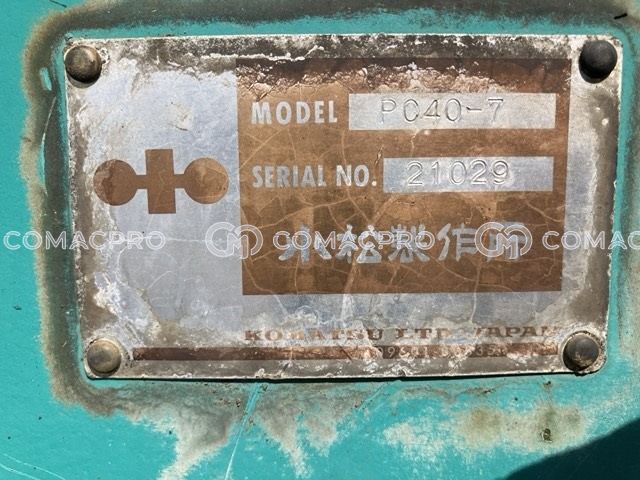 MODEL PC40-7
SERIAL NO. 21029
小松製作所
KOMATSU LTD. JAPAN
COMACPRO COMACPRO COMAC